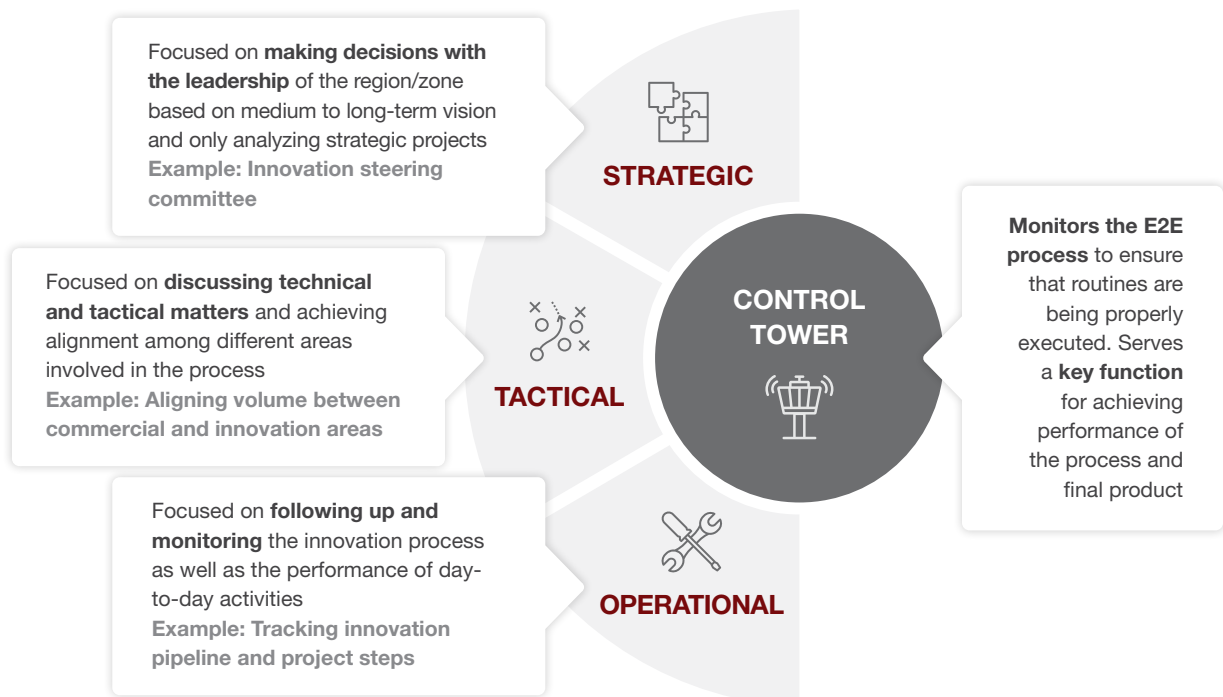 Focused on making decisions with
the leadership of the region/zone
based on medium to long-term vision
and only analyzing strategic projects
Example: Innovation steering
committee
STRATEGIC
Focused on discussing technical
and tactical matters and achieving
alignment among different areas
involved in the process
Example: Aligning volume between
commercial and innovation areas
TACTICAL
Focused on following up and
monitoring the innovation process
as well as the performance of day-
to-day activities
Example: Tracking innovation
pipeline and project steps
OPERATIONAL
CONTROL
TOWER
Monitors the E2E
process to ensure
that routines are
being properly
executed. Serves
a key function
for achieving
performance of
the process and
final product